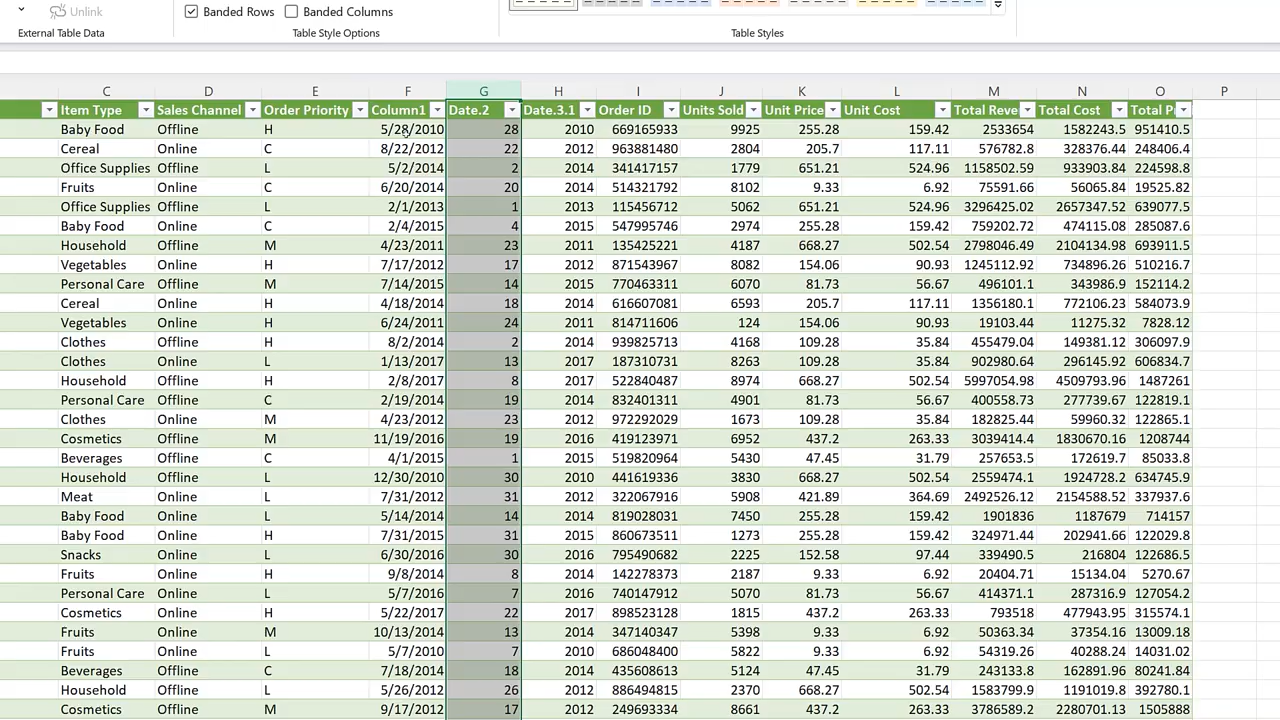 Unlink
Banded Rows Banded Columns
External Table Data Table Style Options Table Styles
C D E F G H I J K L M N O P
Item Type Sales Channel Order Priority Column1 Date.2 Date.3.1 Order ID Units Sold Unit Price Unit Cost Total Reve Total Cost Total P
Baby Food Offline H 5/28/2010 28 2010 669165933 9925 255.28 159.42 2533654 1582243.5 951410.5
Cereal Online C 8/22/2012 22 2012 963881480 2804 205.7 117.11 576782.8 328376.44 248406.4
Office Supplies Offline L 5/2/2014 2 2014 341417157 1779 651.21 524.96 1158502.59 933903.84 224598.8
Fruits Online C 6/20/2014 20 2014 514321792 8102 9.33 6.92 75591.66 56065.84 19525.82
Office Supplies Offline L 2/1/2013 1 2013 115456712 5062 651.21 524.96 3296425.02 2657347.52 639077.5
Baby Food Online C 2/4/2015 4 2015 547995746 2974 255.28 159.42 759202.72 474115.08 285087.6
Household Offline M 4/23/2011 23 2011 135425221 4187 668.27 502.54 2798046.49 2104134.98 693911.5
Vegetables Online H 7/17/2012 17 2012 871543967 8082 154.06 90.93 1245112.92 734896.26 510216.7
Personal Care Offline M 7/14/2015 14 2015 770463311 6070 81.73 56.67 496101.1 343986.9 152114.2
Cereal Online H 4/18/2014 18 2014 616607081 6593 205.7 117.11 1356180.1 772106.23 584073.9
Vegetables Online H 6/24/2011 24 2011 814711606 124 154.06 90.93 19103.44 11275.32 7828.12
Clothes Offline H 8/2/2014 2 2014 939825713 4168 109.28 35.84 455479.04 149381.12 306097.9
Clothes Online L 1/13/2017 13 2017 187310731 8263 109.28 35.84 902980.64 296145.92 606834.7
Household Offline H 2/8/2017 8 2017 522840487 8974 668.27 502.54 5997054.98 4509793.96 1487261
Personal Care Offline C 2/19/2014 19 2014 832401311 4901 81.73 56.67 400558.73 277739.67 122819.1
Clothes Online M 4/23/2012 23 2012 972292029 1673 109.28 35.84 182825.44 59960.32 122865.1
Cosmetics Offline M 11/19/2016 19 2016 419123971 6952 437.2 263.33 3039414.4 1830670.16 1208744
Beverages Offline C 4/1/2015 1 2015 519820964 5430 47.45 31.79 257653.5 172619.7 85033.8
Household Offline L 12/30/2010 30 2010 441619336 3830 668.27 502.54 2559474.1 1924728.2 634745.9
Meat Online L 7/31/2012 31 2012 322067916 5908 421.89 364.69 2492526.12 2154588.52 337937.6
Baby Food Online L 5/14/2014 14 2014 819028031 7450 255.28 159.42 1901836 1187679 714157
Baby Food Online H 7/31/2015 31 2015 860673511 1273 255.28 159.42 324971.44 202941.66 122029.8
Snacks Online L 6/30/2016 30 2016 795490682 2225 152.58 97.44 339490.5 216804 122686.5
Fruits Online H 9/8/2014 8 2014 142278373 2187 9.33 6.92 20404.71 15134.04 5270.67
Personal Care Online L 5/7/2016 7 2016 740147912 5070 81.73 56.67 414371.1 287316.9 127054.2
Cosmetics Online H 5/22/2017 22 2017 898523128 1815 437.2 263.33 793518 477943.95 315574.1
Fruits Online M 10/13/2014 13 2014 347140347 5398 9.33 6.92 50363.34 37354.16 13009.18
Fruits Online L 5/7/2010 7 2010 686048400 5822 9.33 6.92 54319.26 40288.24 14031.02
Beverages Offline C 7/18/2014 18 2014 435608613 5124 47.45 31.79 243133.8 162891.96 80241.84
Household Offline L 5/26/2012 26 2012 886494815 2370 668.27 502.54 1583799.9 1191019.8 392780.1
Cosmetics Offline M 9/17/2012 17 2012 249693334 8661 437.2 263.33 3786589.2 2280701.13 1505888